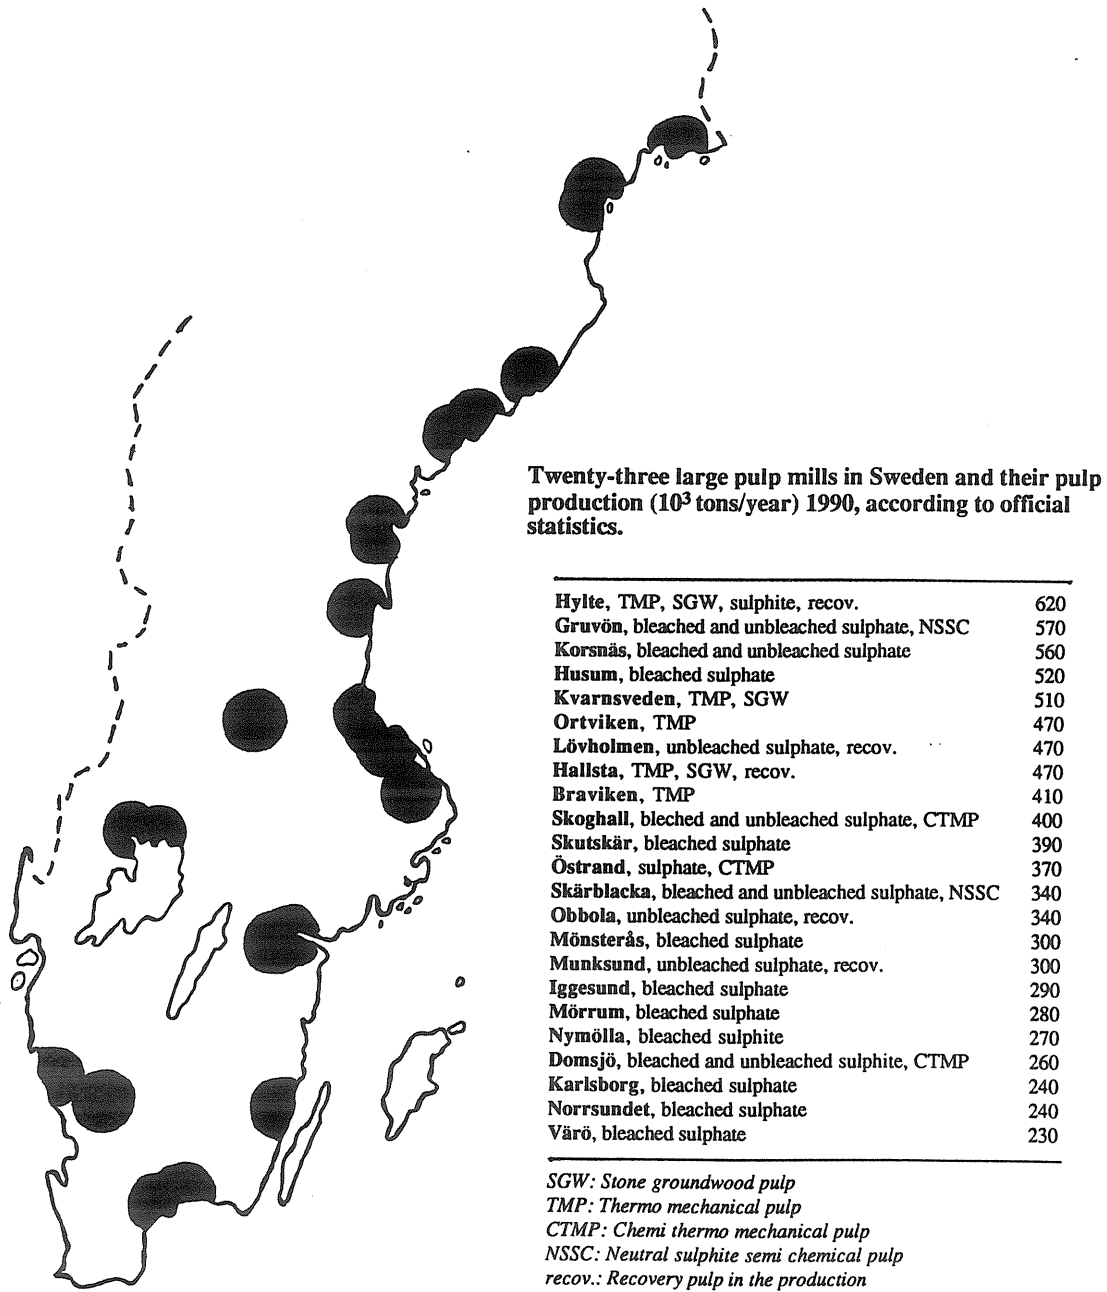 Twenty-three large pulp mills in Sweden and their pulp
production (10³ tons/year) 1990, according to official
statistics.
Hylte, TMP, SGW, sulphite, recov. 620
Gruvön, bleached and unbleached sulphate, NSSC 570
Korsnäs, bleached and unbleached sulphate 560
Husum, bleached sulphate 520
Kvarnsveden, TMP, SGW 510
Ortviken, TMP 470
Lövholmen, unbleached sulphate, recov. 470
Hallsta, TMP, SGW, recov. 470
Braviken, TMP 410
Skoghall, bleched and unbleached sulphate, CTMP 400
Skutskär, bleached sulphate 390
Östrand, sulphate, CTMP 370
Skärblacka, bleached and unbleached sulphate, NSSC 340
Obbola, unbleached sulphate, recov. 340
Mönsterås, bleached sulphate 300
Munksund, unbleached sulphate, recov. 300
Iggesund, bleached sulphate 290
Mörrum, bleached sulphate 280
Nymölla, bleached sulphite 270
Domsjö, bleached and unbleached sulphite, CTMP 260
Karlsborg, bleached sulphate 240
Norrsundet, bleached sulphate 240
Värö, bleached sulphate 230
SGW: Stone groundwood pulp
TMP: Thermo mechanical pulp
CTMP: Chemi thermo mechanical pulp
NSSC: Neutral sulphite semi chemical pulp
recov.: Recovery pulp in the production